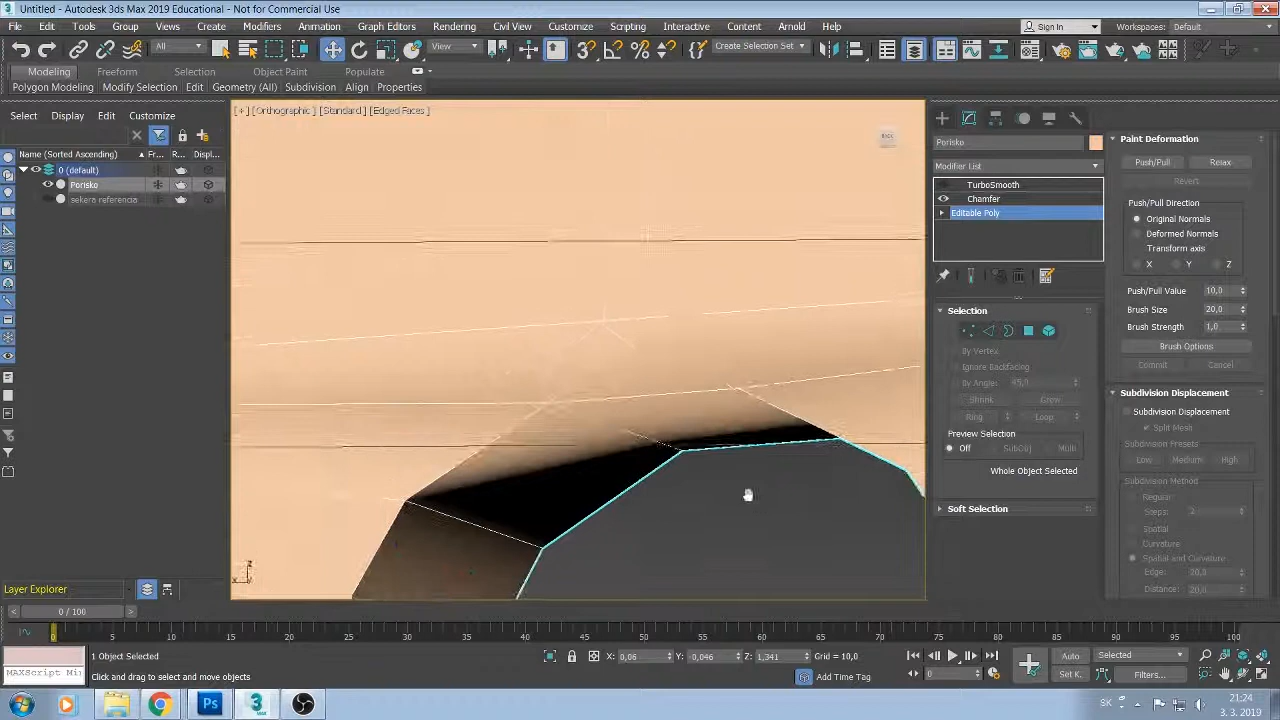 Untitled - Autodesk 3ds Max 2019 Educational - Not for Commercial Use
File Edit Tools Group Views Create Modifiers Animation Graph Editors Rendering Civil View Customize Scripting Interactive Content Arnold Sign In Workspaces: Default
All View Create Selection Set
Modeling Freeform Selection Object Paint Populate
Polygon Modeling Modify Selection Edit Geometry (All) Subdivision Align Properties
Select Display Edit Customize
Name (Sorted Ascending) Fr... R... Displ...
0 (default)
Porisko
sekera referencia
[+] [Orthographic] [Standard] [Edged Faces]
Porisko
Modifier List
TurboSmooth
Chamfer
Editable Poly
Selection
By Vertex
Ignore Backfacing
By Angle: 45,0
Shrink Grow
Ring Loop
Preview Selection
Off SubObj Multi
Whole Object Selected
Soft Selection
Paint Deformation
Push/Pull Relax
Revert
Push/Pull Direction
Original Normals
Deformed Normals
Transform axis
X Y Z
Push/Pull Value 10,0
Brush Size 20,0
Brush Strength 1,0
Brush Options
Commit Cancel
Subdivision Displacement
Subdivision Displacement
Split Mesh
Subdivision Presets
Low Medium High
Subdivision Method
Regular
Steps: 2
Spatial
Curvature
Spatial and Curvature
Edge: 20,0
Distance: 20,0
Layer Explorer
0 / 100
0 5 10 15 20 25 30 35 40 45 50 55 60 65 70 75 80 85 90 95 100
1 Object Selected
X: 0,06 Y: -0,046 Z: 1,341 Grid = 10,0
Auto Selected
MAXScript Mi
Click and drag to select and move objects
Add Time Tag
0
Set K. Filters...
SK 21:24
3. 3. 2019